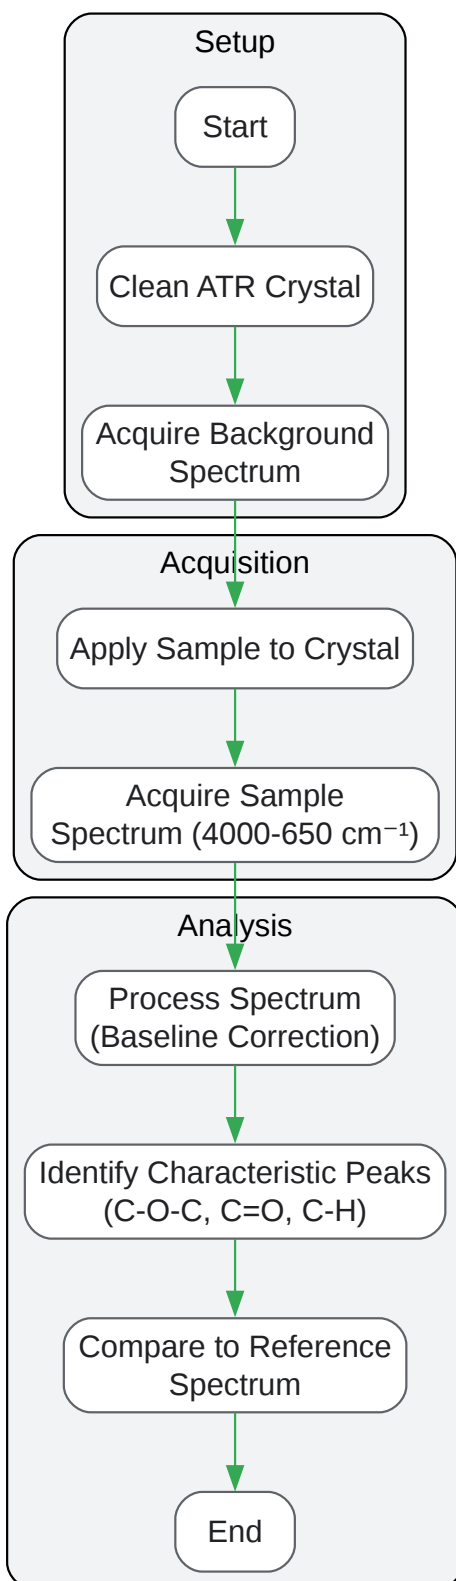 Setup
Start
Clean ATR Crystal
Acquire Background
Spectrum
Acquisition
Apply Sample to Crystal
Acquire Sample
Spectrum (4000-650 cm⁻¹)
Analysis
Process Spectrum
(Baseline Correction)
Identify Characteristic Peaks
(C-O-C, C=O, C-H)
Compare to Reference
Spectrum
End